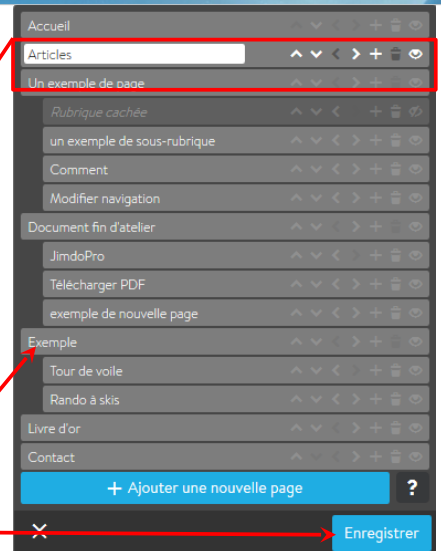 Accueil
Articles
Un exemple de page
Rubrique cachée
un exemple de sous-rubrique
Comment
Modifier navigation
Document fin d'atelier
JimdoPro
Télécharger PDF
exemple de nouvelle page
Exemple
Tour de voile
Rando à skis
Livre d'or
Contact
+ Ajouter une nouvelle page ?
Enregistrer